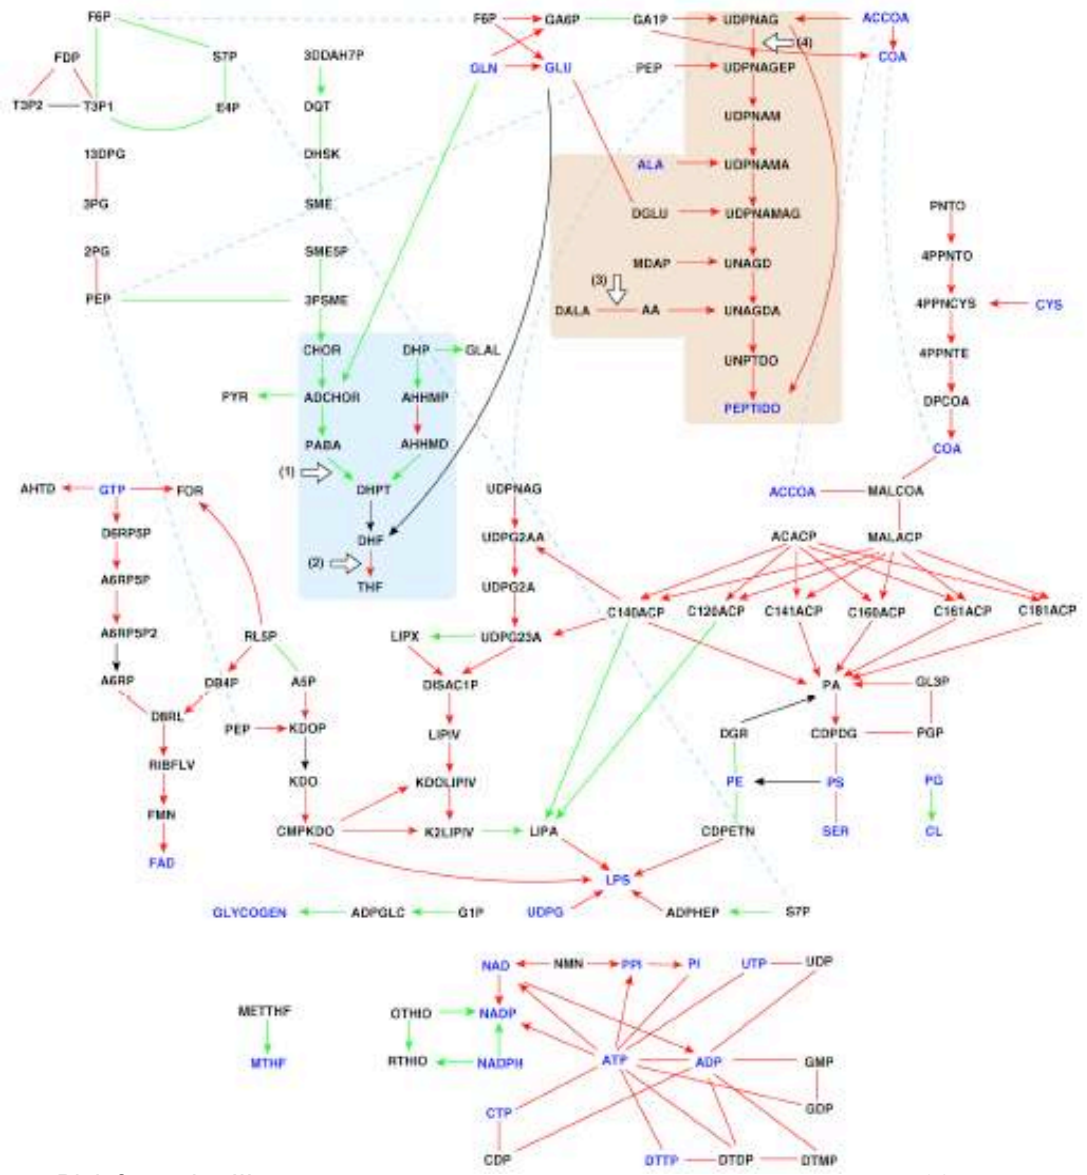 F6P F6P GA6P GA1P UDPNAG ACCOA
FDP S7P 3DDAH7P GLN GLU PEP UDPNAGEP (4) COA
T3P2 T3P1 E4P DQT UDPNAM
13DPG DHSK ALA UDPNAMA
3PG SME DGLU UDPNAMAG PNTO
2PG SME5P MDAP UNAGD 4PPNTO
PEP 3PSME (3) DALA AA UNAGDA 4PPNCYS CYS
CHOR DHP GLAL UNPTDO 4PPNTE
PYR ADCHOR AHHMP PEPTIDO DPCOA
PABA AHHMD COA
(1)
AHTD GTP FOR DHPT UDPNAG ACCOA MALCOA
D6RP5P DHF UDPG2AA ACACP MALACP
(2)
A6RP5P THF UDPG2A
C140ACP C120ACP C141ACP C160ACP C161ACP C181ACP
A6RP5P2 RL5P LIPX UDPG23A
A6RP DB4P A5P DISAC1P PA GL3P
D8RL PEP KDOP LIPIV DGR CDPDG PGP
RIBFLV KDO KDOLIPIV PE PS PG
FMN CMPKDO K2LIPIV LIPA CDPETN SER CL
FAD LPS
GLYCOGEN ADPGLC G1P UDPG ADPHEP S7P
NAD NMN PPI PI UTP UDP
METTHF OTHIO NADP
MTHF RTHIO NADPH ATP ADP GMP
CTP GDP
CDP DTTP DTDP DTMP